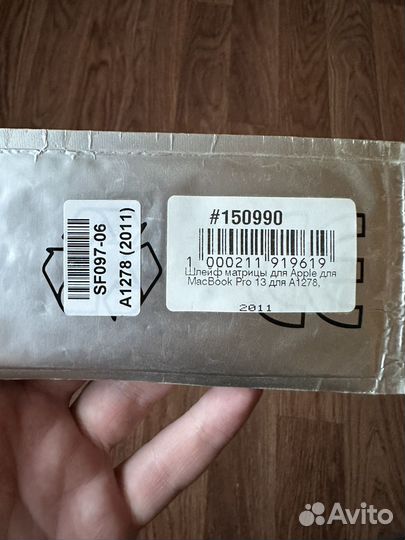 SF097-06
A1278 (2011)
#150990
1 000211 919619
Шлейф матрицы для Apple для
MacBook Pro 13 для A1278,
2011
Avito